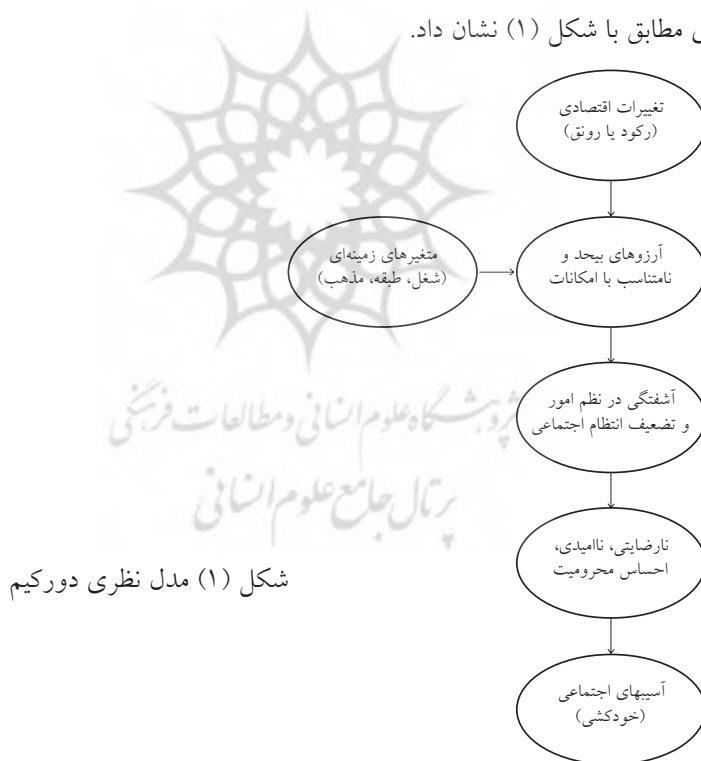 مطابق با شکل (۱) نشان داد.
تغییرات اقتصادی
(رکود یا رونق)
متغیرهای زمینه‌ای
(شغل، طبقه، مذهب)
آرزوهای بیحد و
نامتناسب با امکانات
آشفتگی در نظم امور
و تضعیف انتظام اجتماعی
پژوهشگاه علوم انسانی و مطالعات فرهنگی
پرتال جامع علوم انسانی
نارضایتی، ناامیدی،
احساس محرومیت
شکل (۱) مدل نظری دورکیم
آسیبهای اجتماعی
(خودکشی)